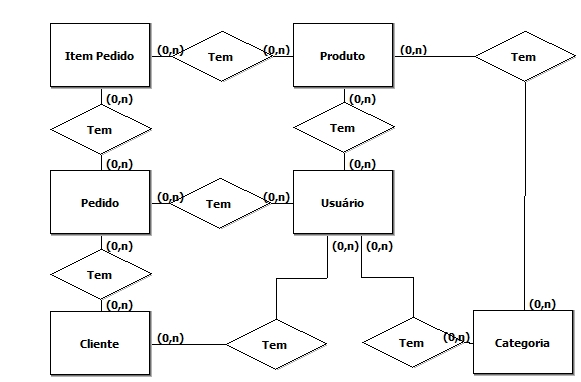 Item Pedido (0,n) Tem (0,n) Produto (0,n) Tem
(0,n) (0,n)
Tem Tem
(0,n) (0,n)
Pedido (0,n) Tem (0,n) Usuário
(0,n) (0,n) (0,n)
Tem
(0,n) (0,n)
Cliente (0,n) Tem Tem (0,n) Categoria